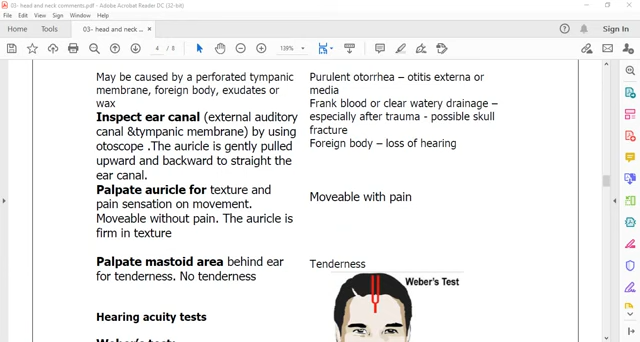 03- head and neck comments.pdf - Adobe Acrobat Reader DC (32-bit)
File Edit View Sign Window Help
Home Tools 03- head and neck ... × Sign In
4 / 8 139%
May be caused by a perforated tympanic
membrane, foreign body, exudates or
wax
Inspect ear canal (external auditory
canal &tympanic membrane) by using
otoscope .The auricle is gently pulled
upward and backward to straight the
ear canal.
Palpate auricle for texture and
pain sensation on movement.
Moveable without pain. The auricle is
firm in texture
Palpate mastoid area behind ear
for tenderness. No tenderness
Hearing acuity tests
Weber's test:
Purulent otorrhea – otitis externa or
media
Frank blood or clear watery drainage –
especially after trauma - possible skull
fracture
Foreign body – loss of hearing
Moveable with pain
Tenderness
Weber's Test